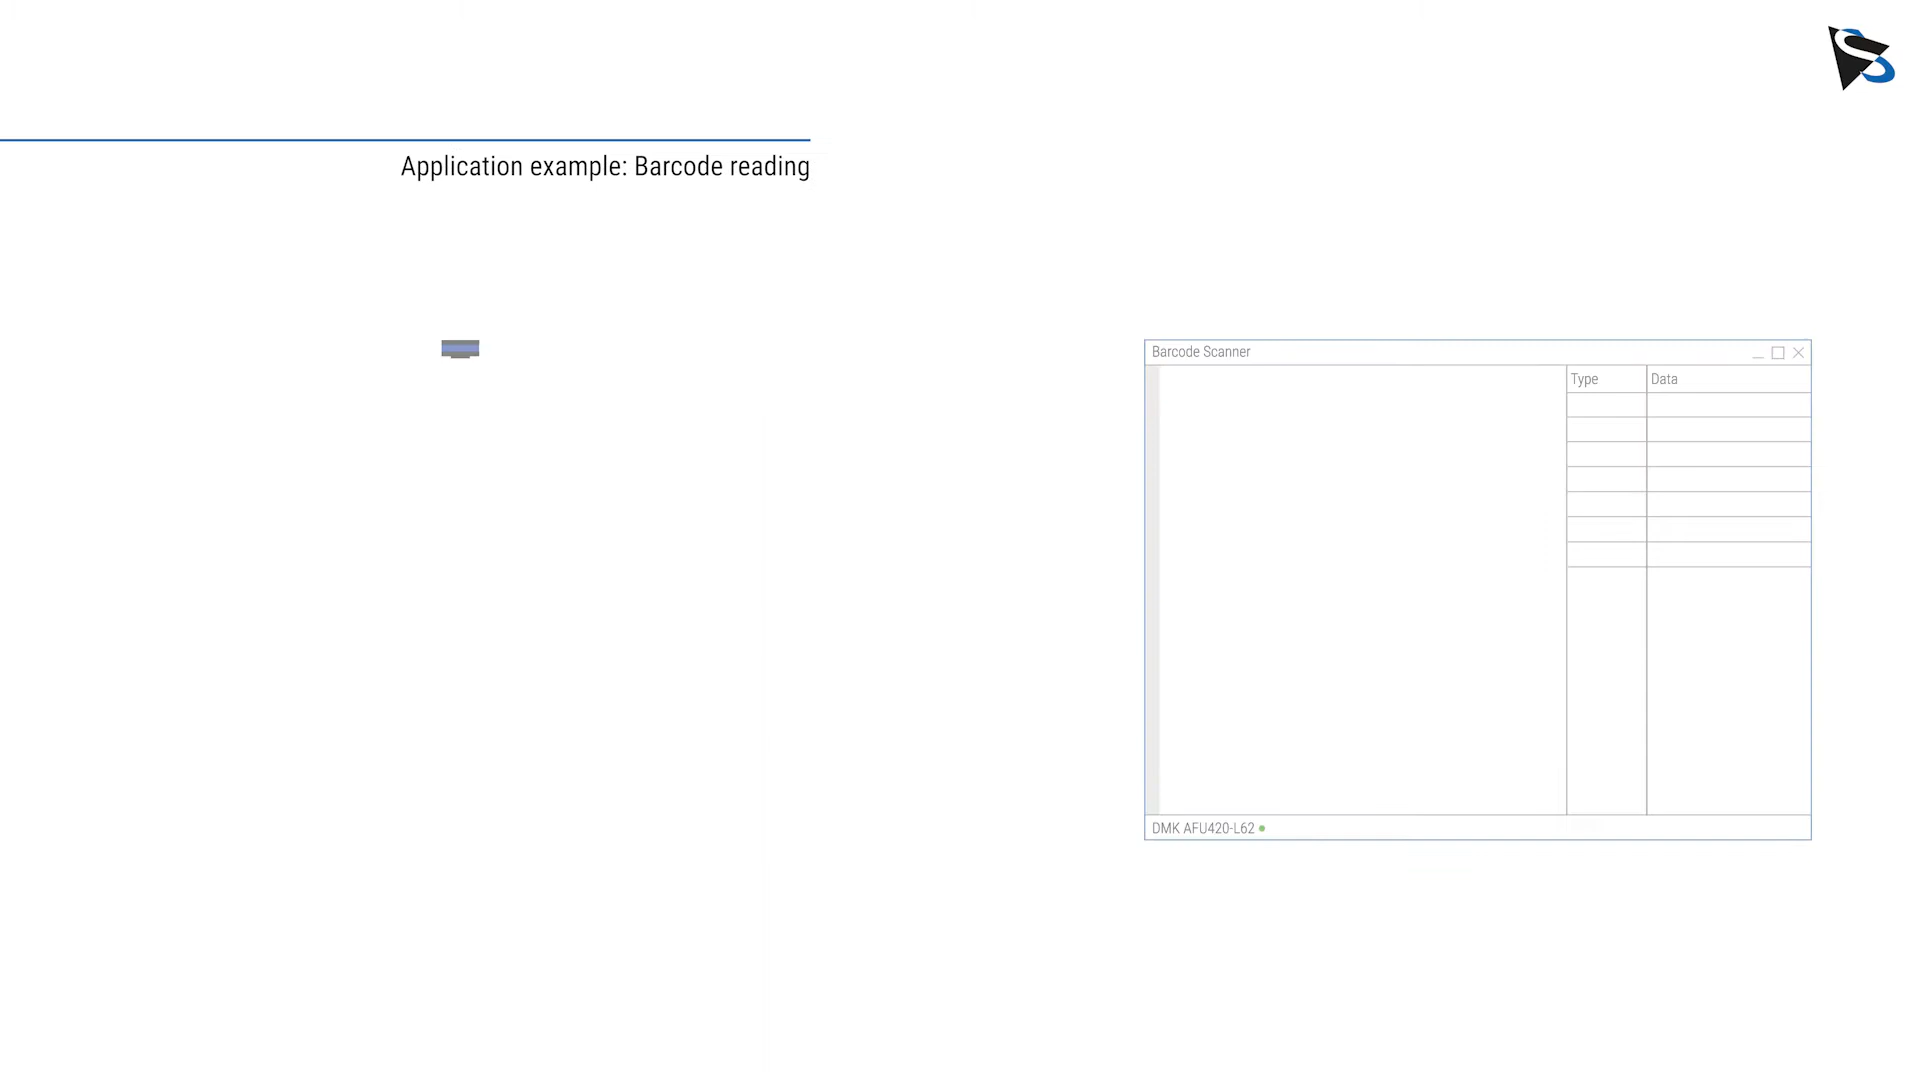 Application example: Barcode reading
Barcode Scanner
Type
Data
DMK AFU420-L62